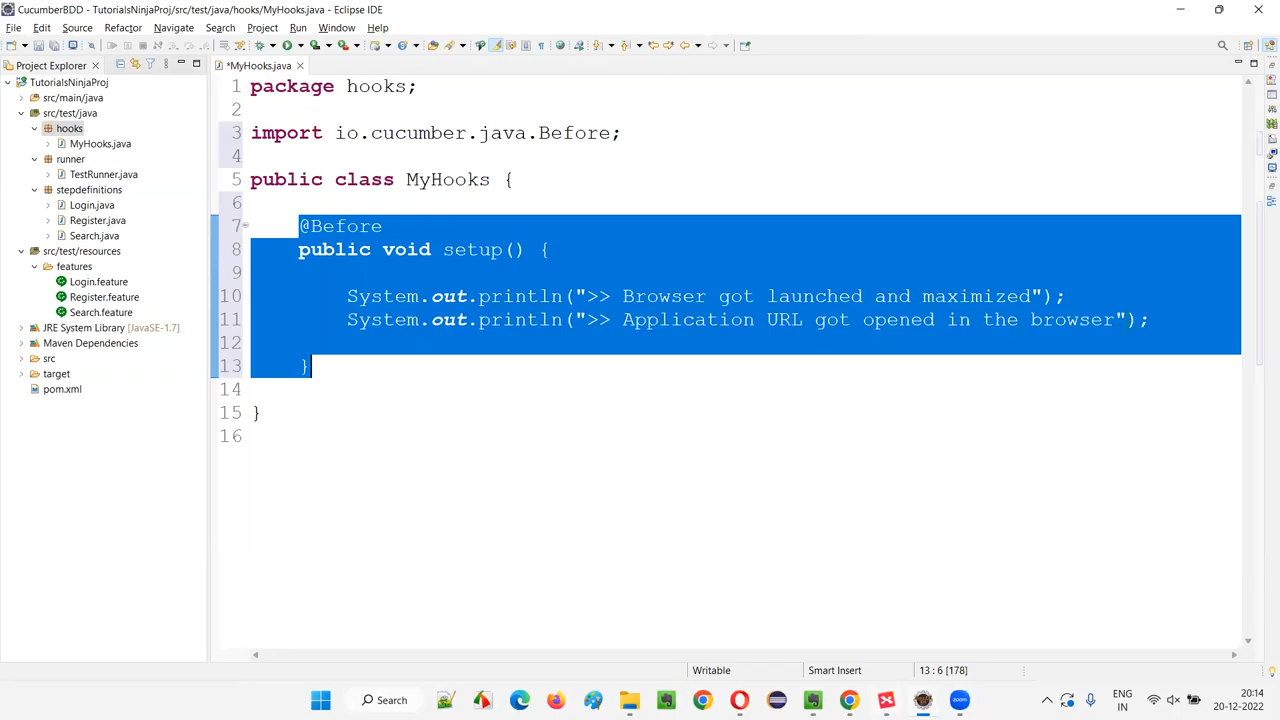 CucumberBDD - TutorialsNinjaProj/src/test/java/hooks/MyHooks.java - Eclipse IDE
File Edit Source Refactor Navigate Search Project Run Window Help
Project Explorer
*MyHooks.java
TutorialsNinjaProj
src/main/java
src/test/java
hooks
MyHooks.java
runner
TestRunner.java
stepdefinitions
Login.java
Register.java
Search.java
src/test/resources
features
Login.feature
Register.feature
Search.feature
JRE System Library [JavaSE-1.7]
Maven Dependencies
src
target
pom.xml
1 package hooks;
2
3 import io.cucumber.java.Before;
4
5 public class MyHooks {
6
7 @Before
8 public void setup() {
9
10 System.out.println(">> Browser got launched and maximized");
11 System.out.println(">> Application URL got opened in the browser");
12
13 }
14
15 }
16
Writable
Smart Insert
13 : 6 [178]
Search
ENG
IN
20:14
20-12-2022